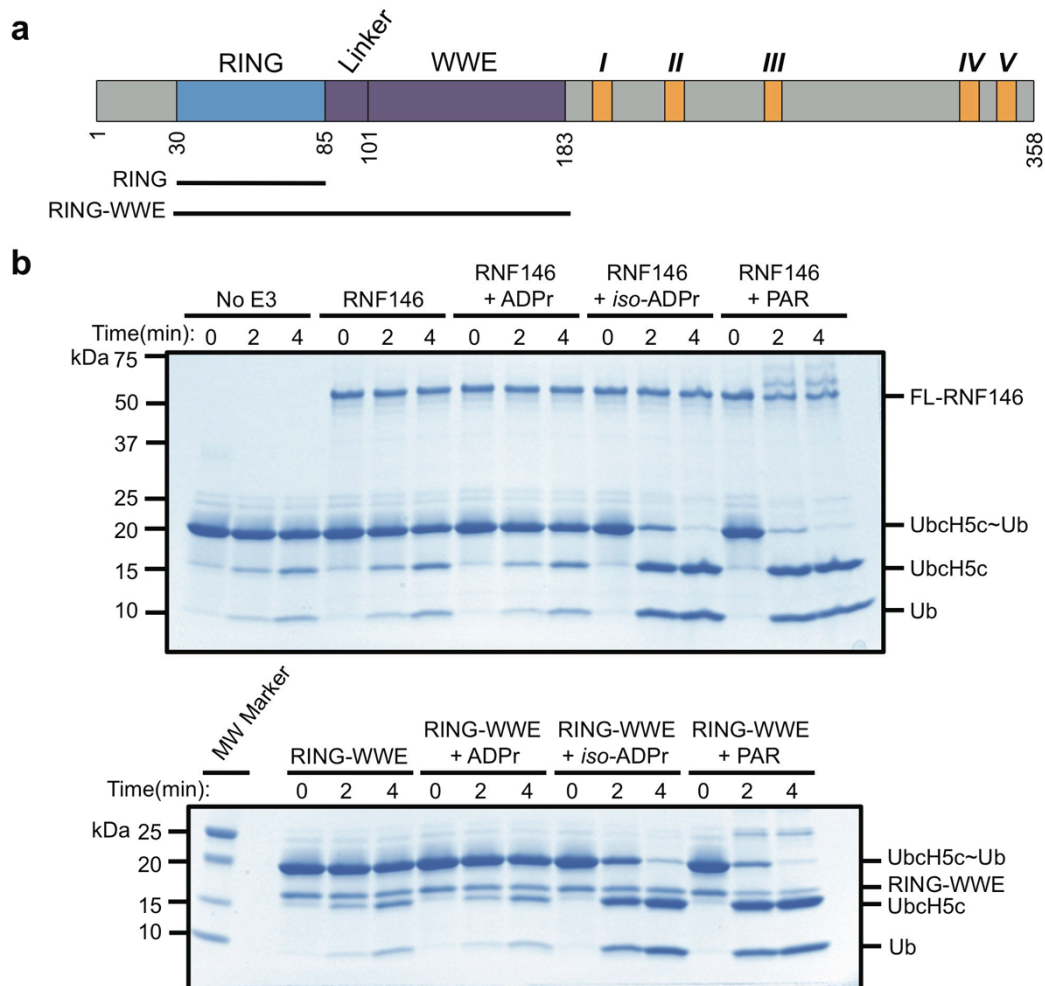 a
RING Linker WWE I II III IV V
1 30 85 101 183 358
RING
RING-WWE
b
No E3 RNF146 RNF146 + ADPr RNF146 + iso-ADPr RNF146 + PAR
Time(min): 0 2 4 0 2 4 0 2 4 0 2 4 0 2 4
kDa 75
50 FL-RNF146
37
25
20 UbcH5c~Ub
15 UbcH5c
10 Ub
MW Marker RING-WWE RING-WWE + ADPr RING-WWE + iso-ADPr RING-WWE + PAR
Time(min): 0 2 4 0 2 4 0 2 4 0 2 4
kDa 25
20 UbcH5c~Ub
RING-WWE
15 UbcH5c
10 Ub